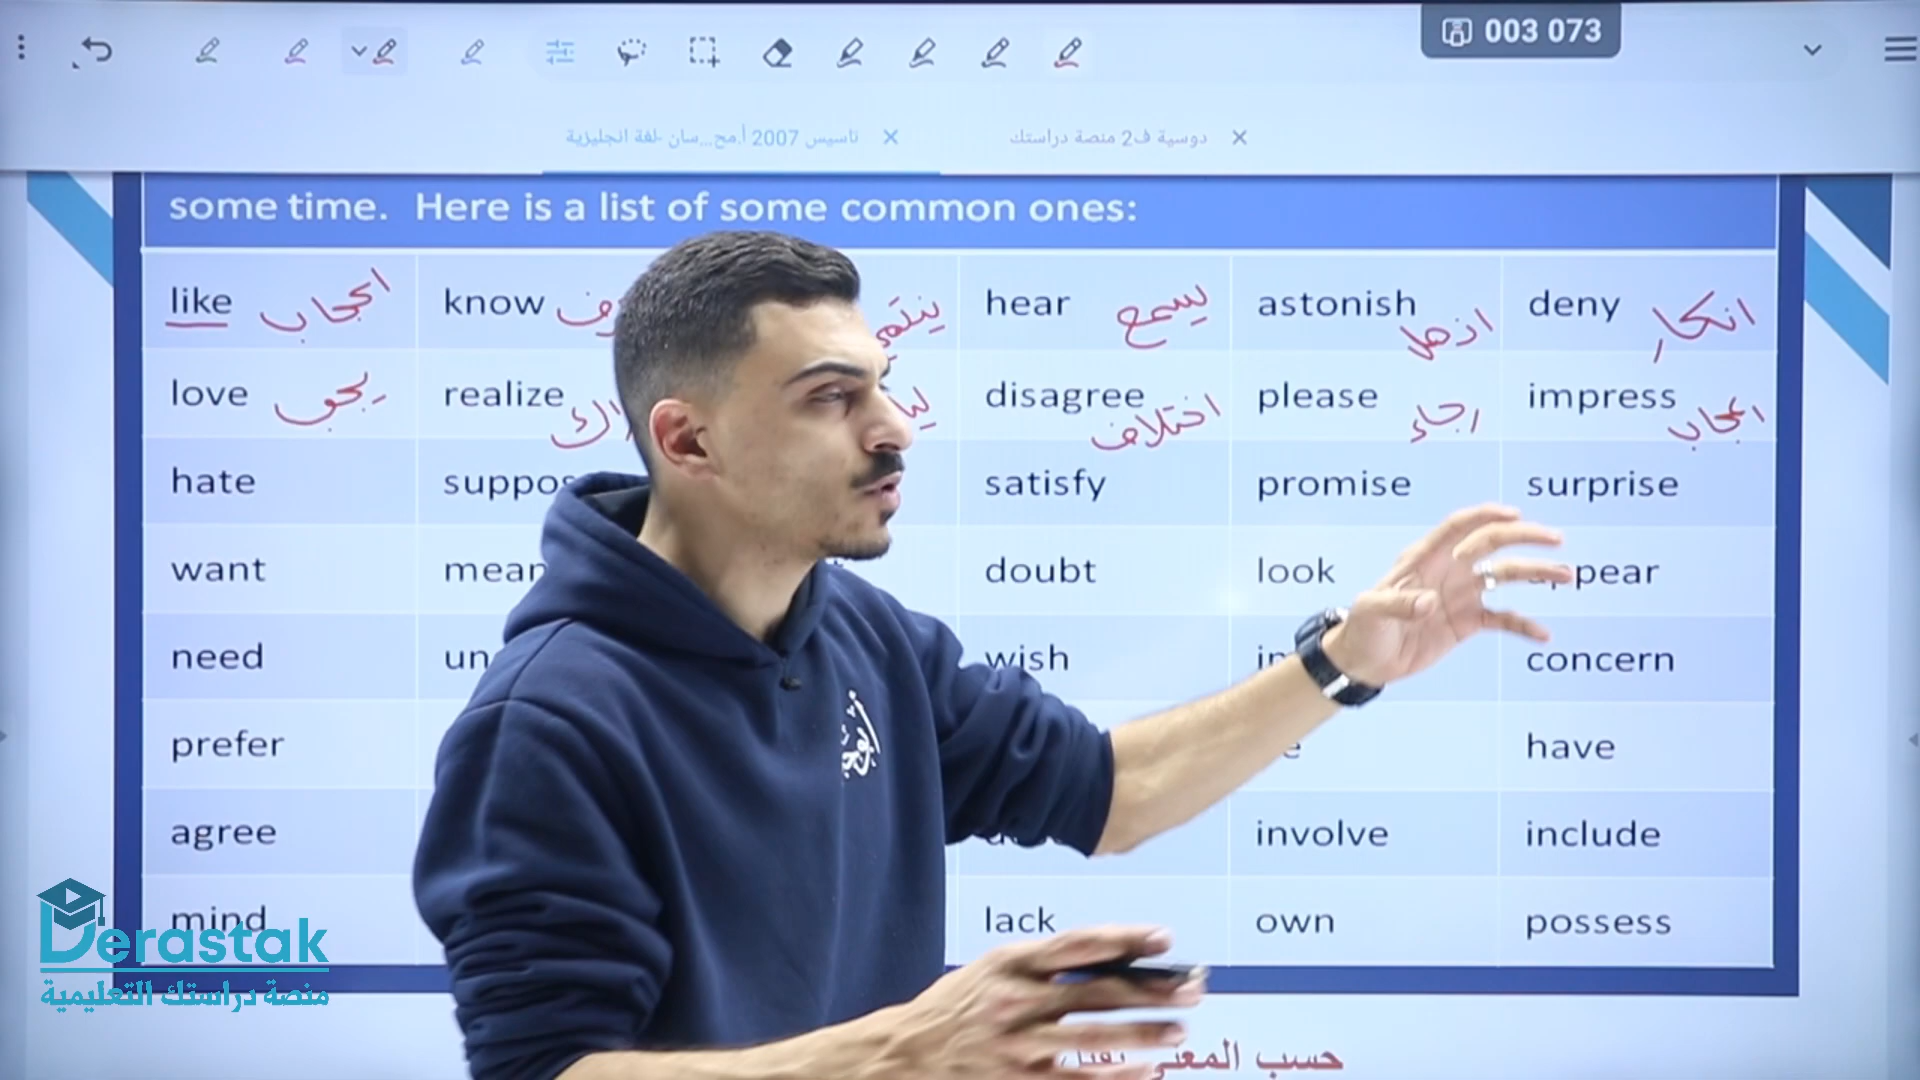 003 073
تاسيس 2007 أ.مح...سان -لغة انجليزية
دوسية ف2 منصة دراستك
some time. Here is a list of some common ones:
like اعجاب know hear يسمع astonish اذهل deny انكار
love يحب realize disagree اختلاف please رجاء impress اعجاب
hate satisfy promise surprise
want doubt look
need wish concern
prefer have
agree involve include
mind lack own possess
Derastak
منصة دراستك التعليمية
حسب المعنى